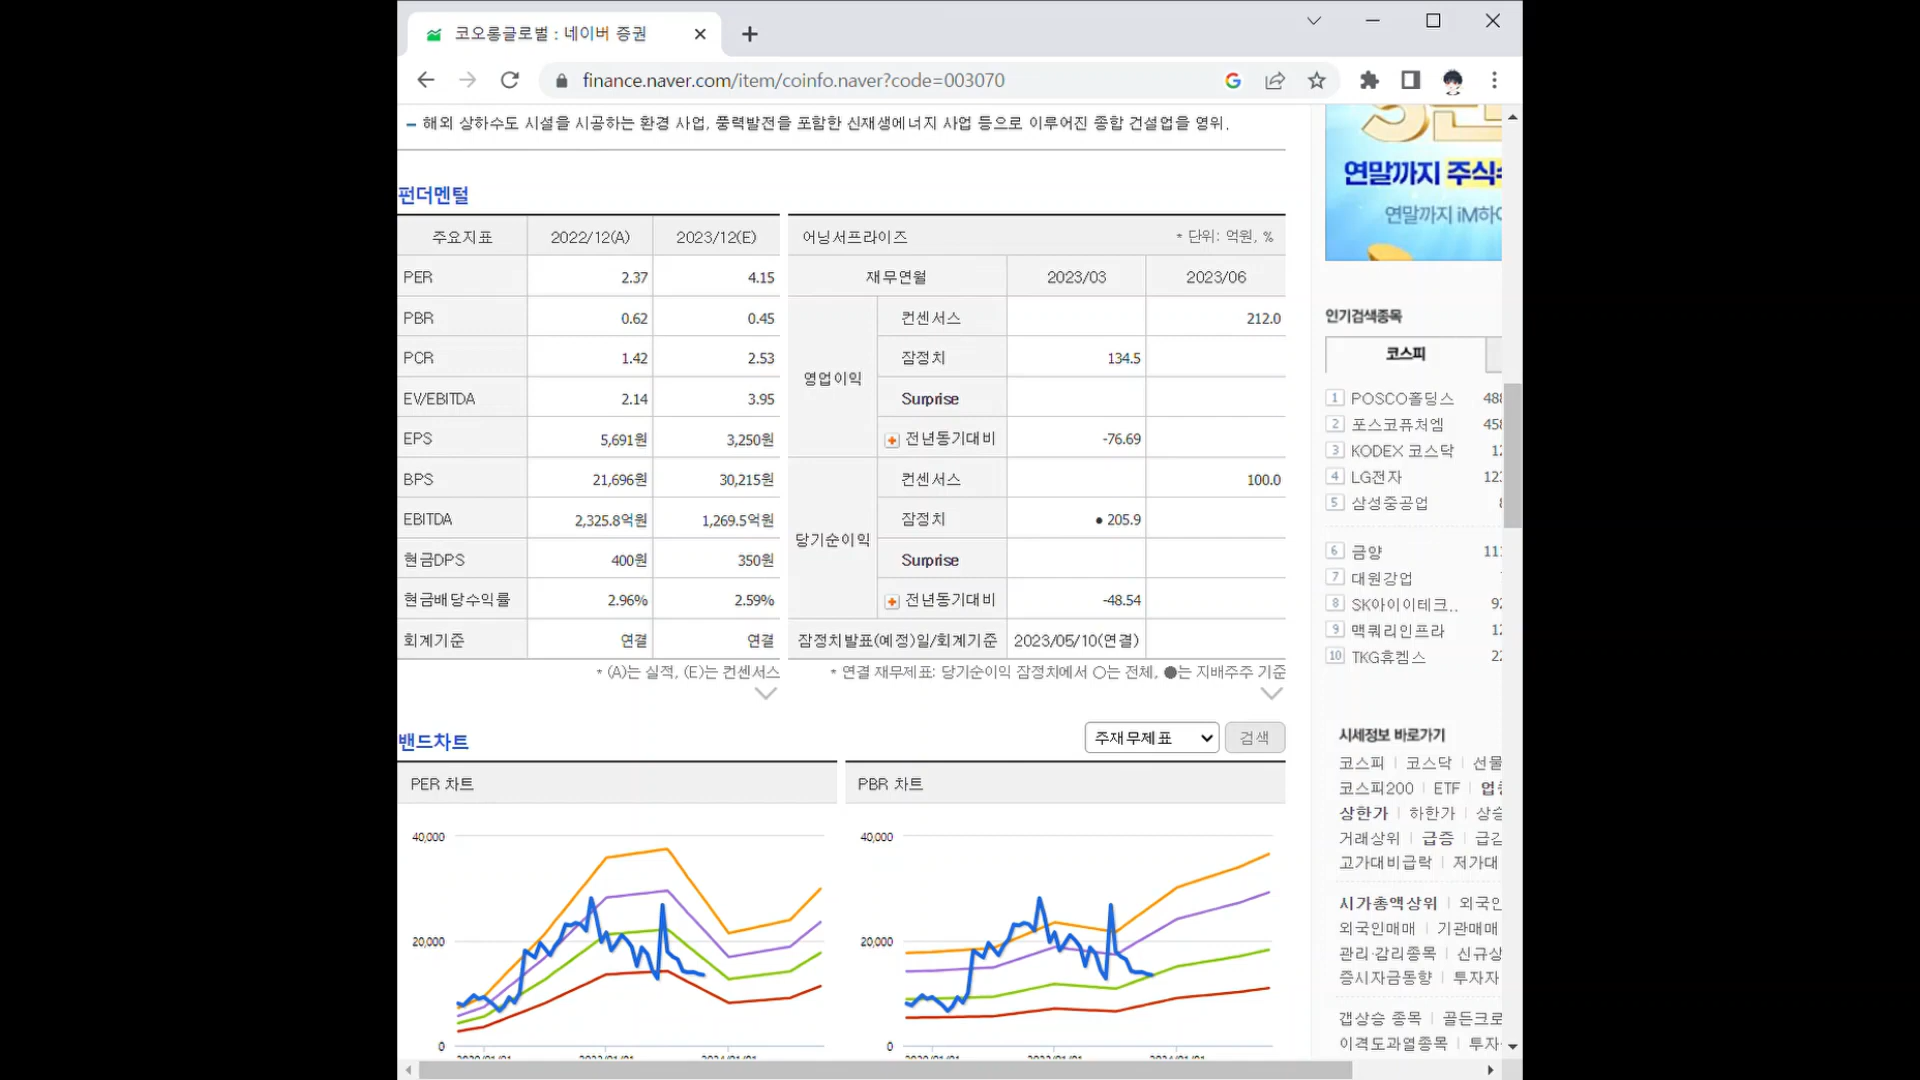 코오롱글로벌 : 네이버 증권
finance.naver.com/item/coinfo.naver?code=003070
해외 상하수도 시설을 시공하는 환경 사업, 풍력발전을 포함한 신재생에너지 사업 등으로 이루어진 종합 건설업을 영위.
펀더멘털
주요지표 2022/12(A) 2023/12(E)
PER 2.37 4.15
PBR 0.62 0.45
PCR 1.42 2.53
EV/EBITDA 2.14 3.95
EPS 5,691원 3,250원
BPS 21,696원 30,215원
EBITDA 2,325.8억원 1,269.5억원
현금DPS 400원 350원
현금배당수익률 2.96% 2.59%
회계기준 연결 연결
* (A)는 실적, (E)는 컨센서스
어닝서프라이즈 * 단위: 억원, %
재무연월 2023/03 2023/06
영업이익
컨센서스 212.0
잠정치 134.5
Surprise
전년동기대비 -76.69
당기순이익
컨센서스 100.0
잠정치 ● 205.9
Surprise
전년동기대비 -48.54
잠정치발표(예정)일/회계기준 2023/05/10(연결)
* 연결 재무제표: 당기순이익 잠정치에서 ○는 전체, ●는 지배주주 기준
밴드차트
주재무제표 검색
PER 차트
40,000
20,000
0
PBR 차트
40,000
20,000
0
연말까지 주식
연말까지 iM하
인기검색종목
코스피
1 POSCO홀딩스 488
2 포스코퓨처엠 458
3 KODEX 코스닥 12
4 LG전자 123
5 삼성중공업
6 금양 11
7 대원강업
8 SK아이이테크.. 92
9 맥쿼리인프라 12
10 TKG휴켐스 22
시세정보 바로가기
코스피 코스닥 선물
코스피200 ETF 업
상한가 하한가 상승
거래상위 급증 급감
고가대비급락 저가대
시가총액상위 외국인
외국인매매 기관매매
관리·감리종목 신규상
증시자금동향 투자자
갭상승 종목 골든크로
이격도과열종목 투자